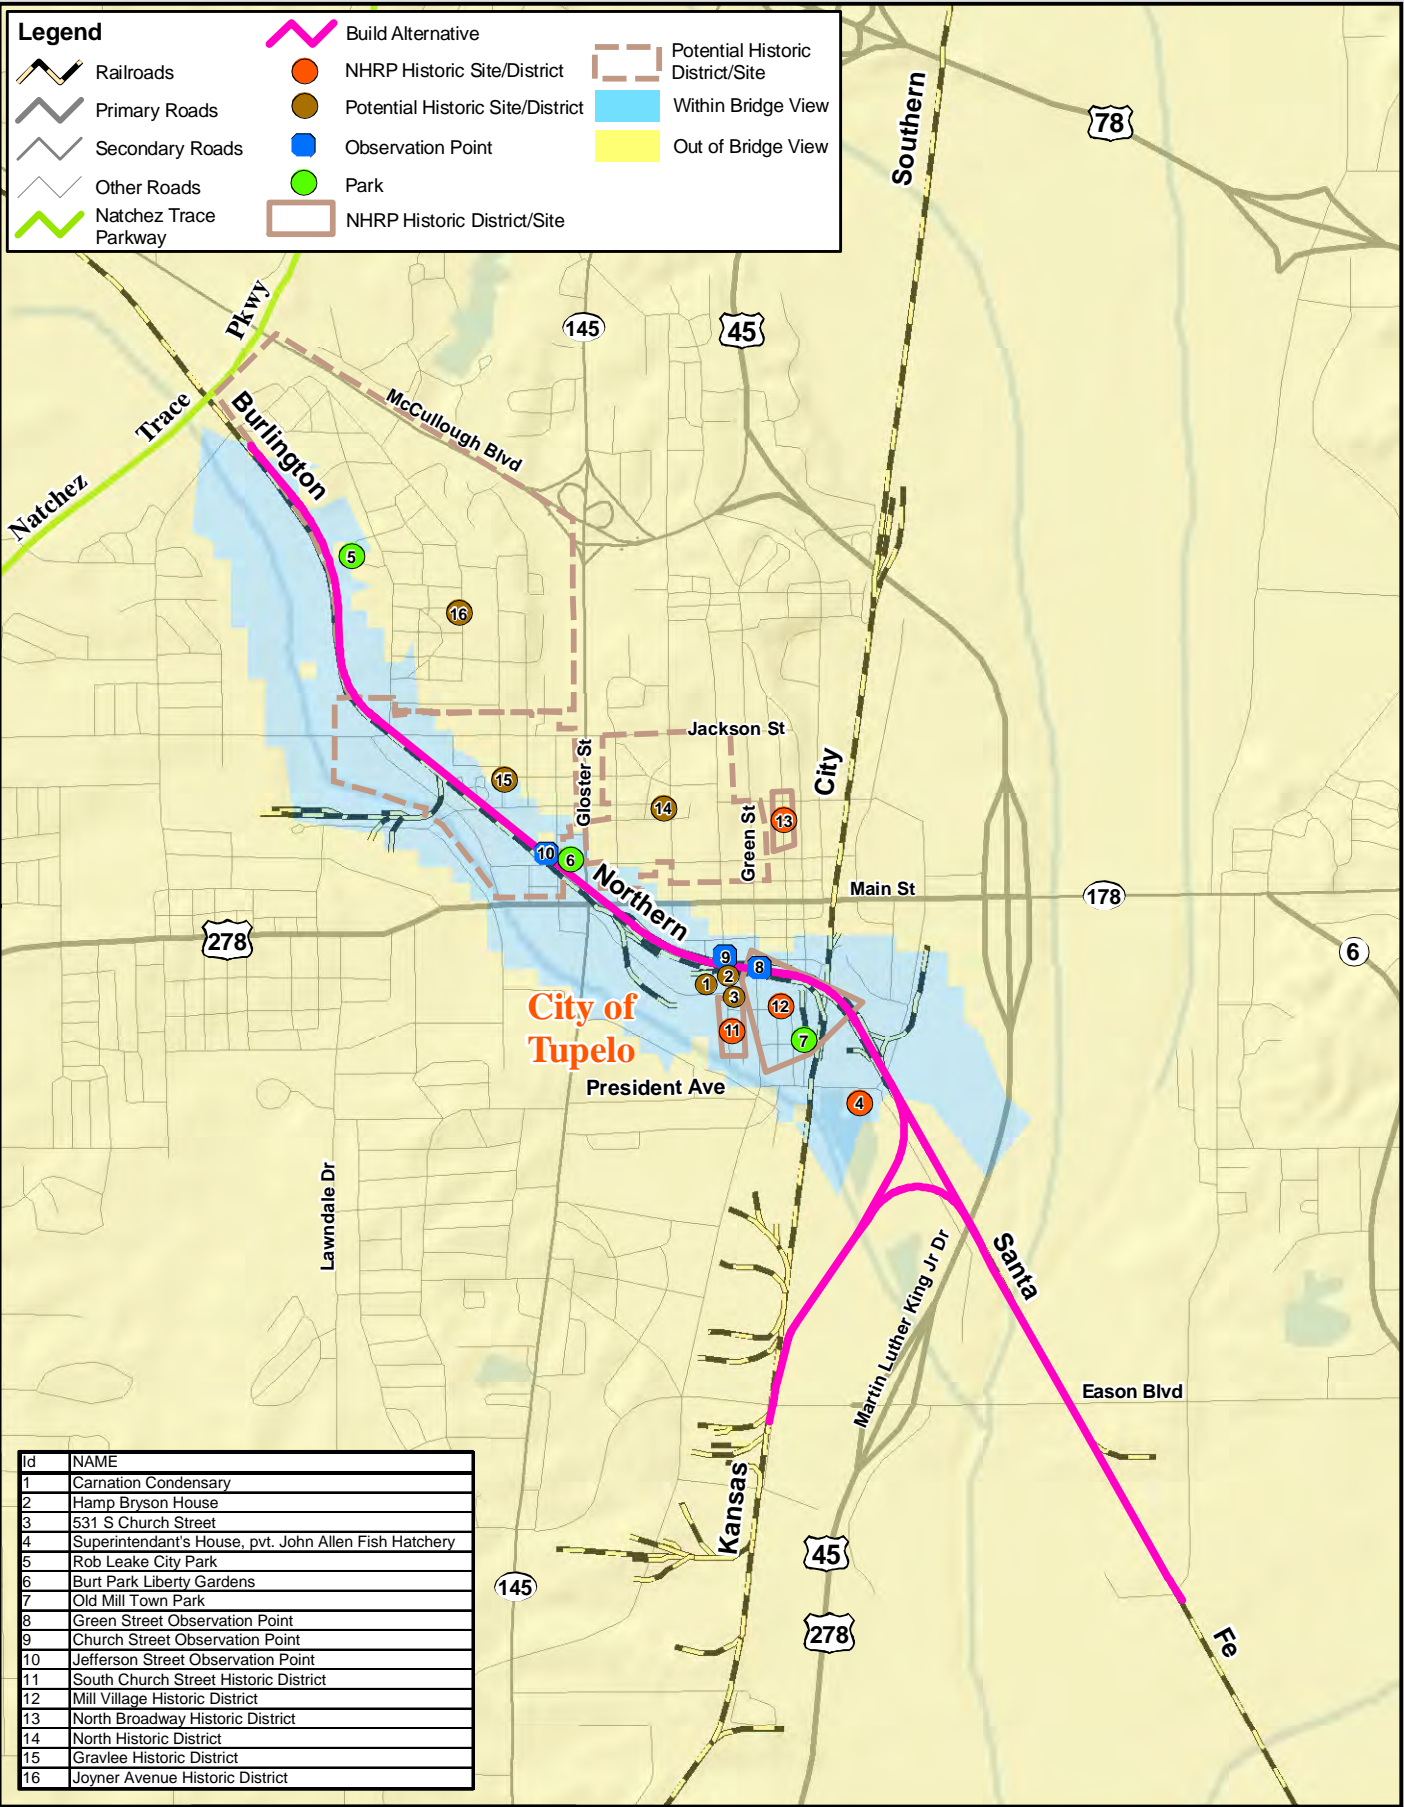 Legend
Railroads
Primary Roads
Secondary Roads
Other Roads
Natchez Trace
Parkway
Build Alternative
NHRP Historic Site/District
Potential Historic Site/District
Observation Point
Park
NHRP Historic District/Site
Potential Historic
District/Site
Within Bridge View
Out of Bridge View
78
Southern
Pkwy
145
45
Trace
Burlington
McCullough Blvd
Natchez
5
16
Jackson St
City
Gloster St
15
14
13
Green St
10
6
Northern
Main St
178
278
6
9
8
1
2
3
12
City of
Tupelo
11
7
President Ave
4
Lawndale Dr
Santa
Martin Luther King Jr Dr
Eason Blvd
Kansas
45
145
278
Fe
Id NAME
1 Carnation Condensary
2 Hamp Bryson House
3 531 S Church Street
4 Superintendant's House, pvt. John Allen Fish Hatchery
5 Rob Leake City Park
6 Burt Park Liberty Gardens
7 Old Mill Town Park
8 Green Street Observation Point
9 Church Street Observation Point
10 Jefferson Street Observation Point
11 South Church Street Historic District
12 Mill Village Historic District
13 North Broadway Historic District
14 North Historic District
15 Gravlee Historic District
16 Joyner Avenue Historic District